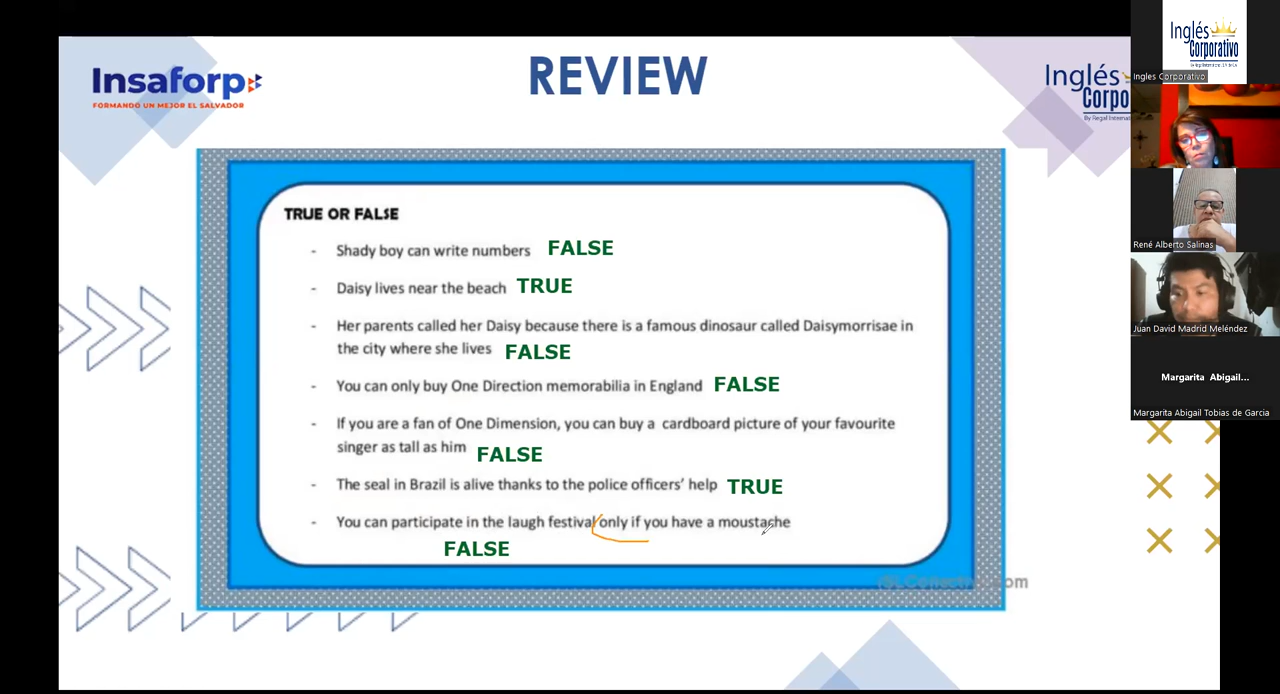 Insaforp
FORMANDO UN MEJOR EL SALVADOR
REVIEW
Inglés
Corpo
By Regal Internati
TRUE OR FALSE
- Shady boy can write numbers FALSE
- Daisy lives near the beach TRUE
- Her parents called her Daisy because there is a famous dinosaur called Daisymorrisae in
the city where she lives FALSE
- You can only buy One Direction memorabilia in England FALSE
- If you are a fan of One Dimension, you can buy a cardboard picture of your favourite
singer as tall as him FALSE
- The seal in Brazil is alive thanks to the police officers' help TRUE
- You can participate in the laugh festival only if you have a moustache
FALSE
Inglés
Corporativo
Ingles Corporativo
René Alberto Salinas
Juan David Madrid Meléndez
Margarita Abigail...
Margarita Abigail Tobias de Garcia